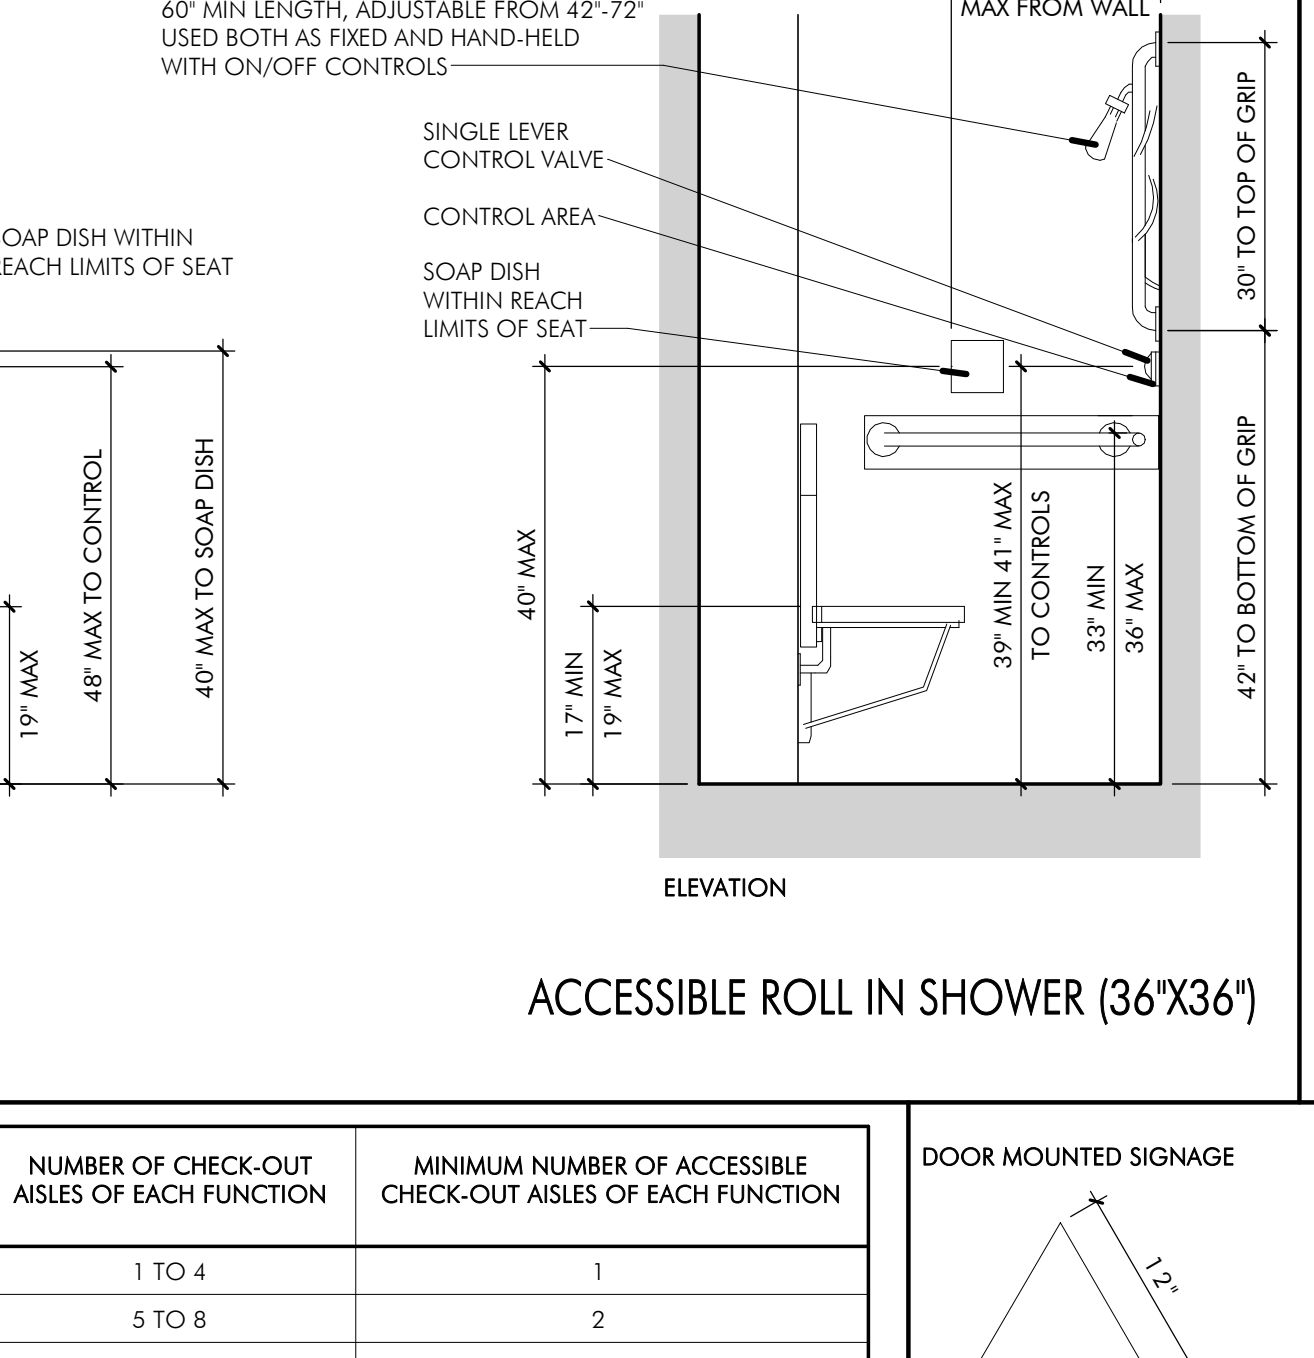 60" MIN LENGTH, ADJUSTABLE FROM 42"-72"
USED BOTH AS FIXED AND HAND-HELD
WITH ON/OFF CONTROLS
MAX FROM WALL
SINGLE LEVER
CONTROL VALVE
CONTROL AREA
SOAP DISH
WITHIN REACH
LIMITS OF SEAT
SOAP DISH WITHIN
REACH LIMITS OF SEAT
19" MAX
48" MAX TO CONTROL
40" MAX TO SOAP DISH
40" MAX
17" MIN
19" MAX
39" MIN 41" MAX
TO CONTROLS
33" MIN
36" MAX
30" TO TOP OF GRIP
42" TO BOTTOM OF GRIP
ELEVATION
ACCESSIBLE ROLL IN SHOWER (36"X36")
NUMBER OF CHECK-OUT
AISLES OF EACH FUNCTION
MINIMUM NUMBER OF ACCESSIBLE
CHECK-OUT AISLES OF EACH FUNCTION
1 TO 4
1
5 TO 8
2
DOOR MOUNTED SIGNAGE
12"